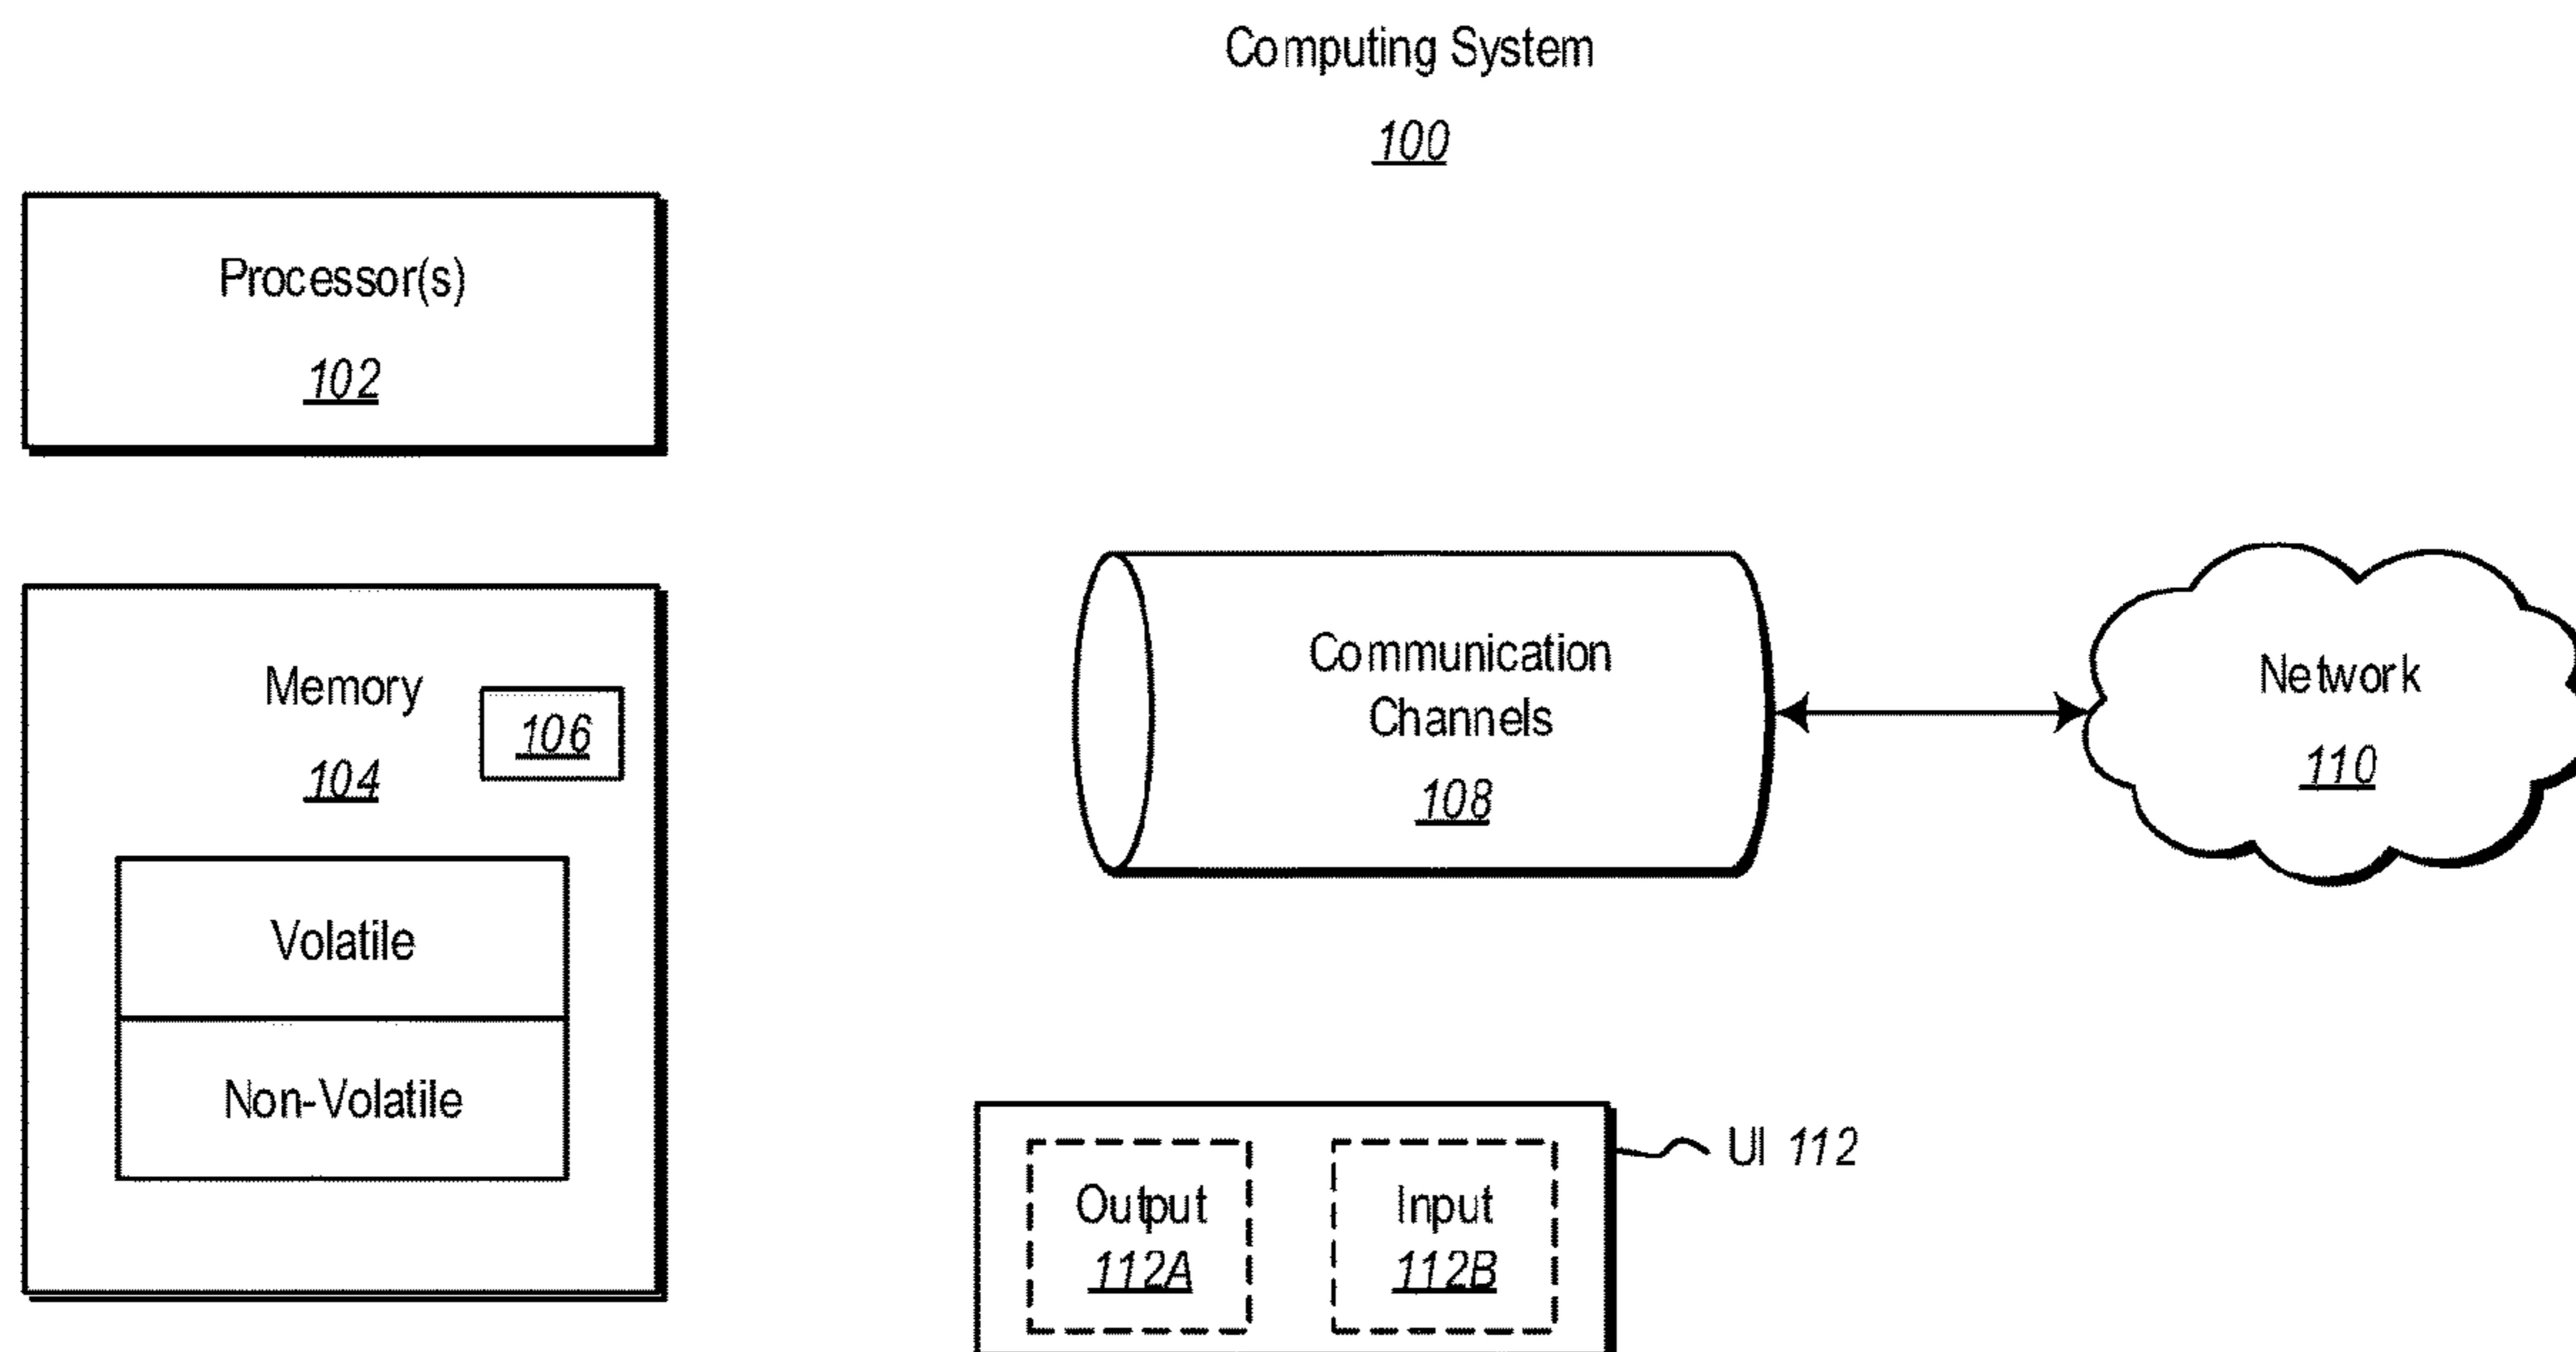 Computing System
100
Processor(s)
102
Memory
104
106
Volatile
Non-Volatile
Communication
Channels
108
Network
110
UI 112
Output
112A
Input
112B